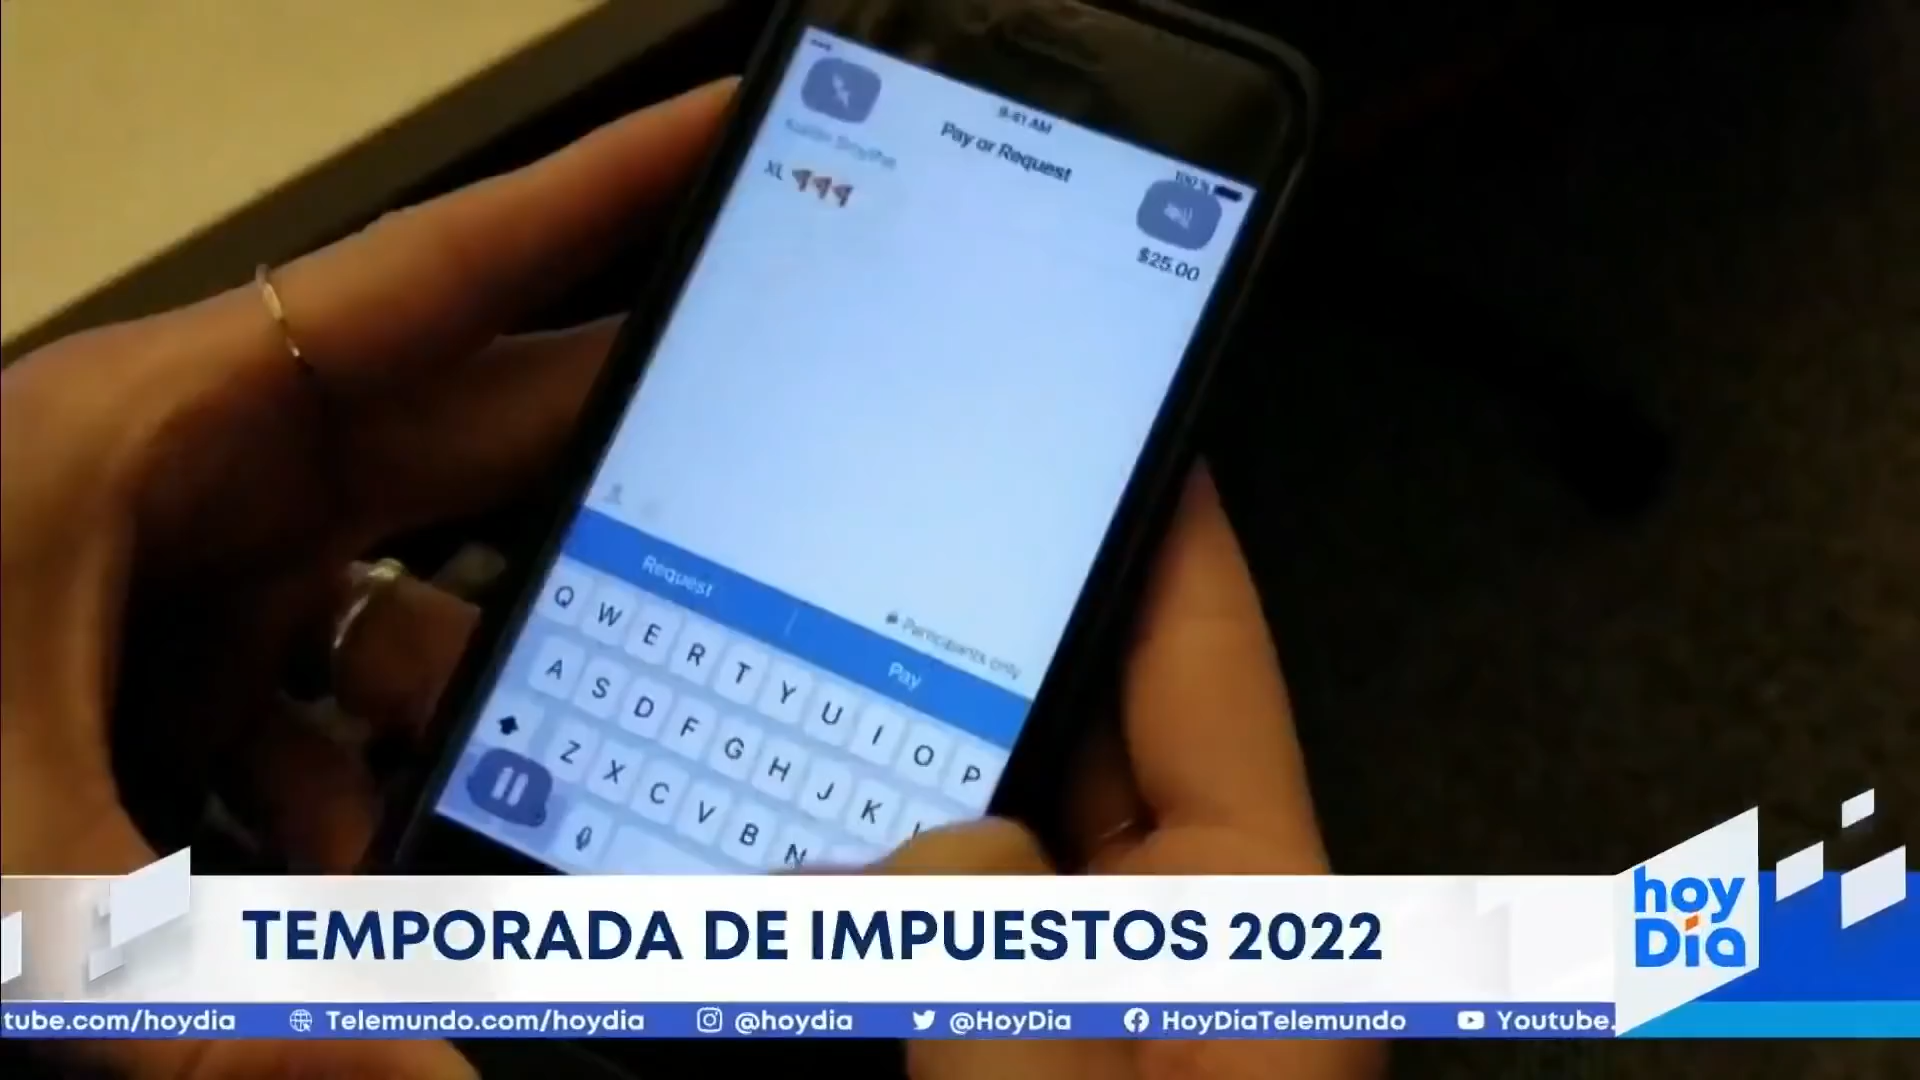 9:41 AM
100%
Pay or Request
XL
$25.00
Participants only
Request
Pay
Q W E R T Y U I O P
A S D F G H J K L
Z X C V B N
TEMPORADA DE IMPUESTOS 2022
hoy
Día
tube.com/hoydia Telemundo.com/hoydia @hoydia @HoyDia HoyDiaTelemundo Youtube.